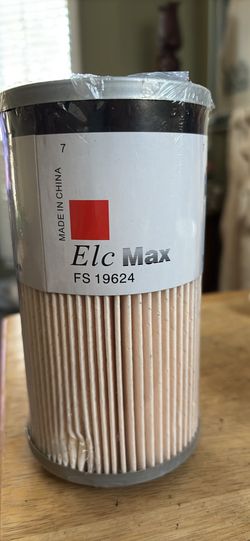 7
MADE IN CHINA
Elc Max
FS 19624